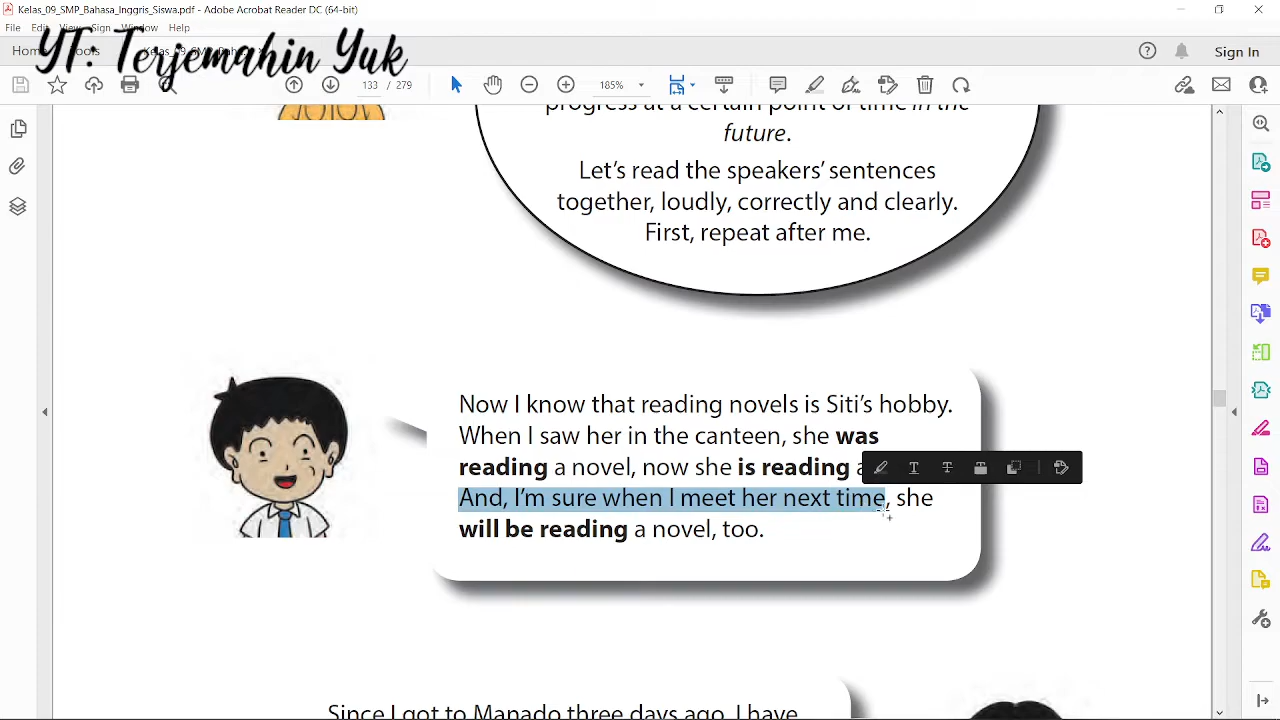 Kelas_09_SMP_Bahasa_Inggris_Siswa.pdf - Adobe Acrobat Reader DC (64-bit)
File Edit View Sign Window Help
YT: Terjemahin Yuk
Home Tools
Sign In
133 / 279
185%
progress at a certain point of time in the
future.
Let's read the speakers' sentences
together, loudly, correctly and clearly.
First, repeat after me.
Now I know that reading novels is Siti's hobby.
When I saw her in the canteen, she was
reading a novel, now she is reading a
And, I'm sure when I meet her next time, she
will be reading a novel, too.
Since I got to Manado three days ago, I have